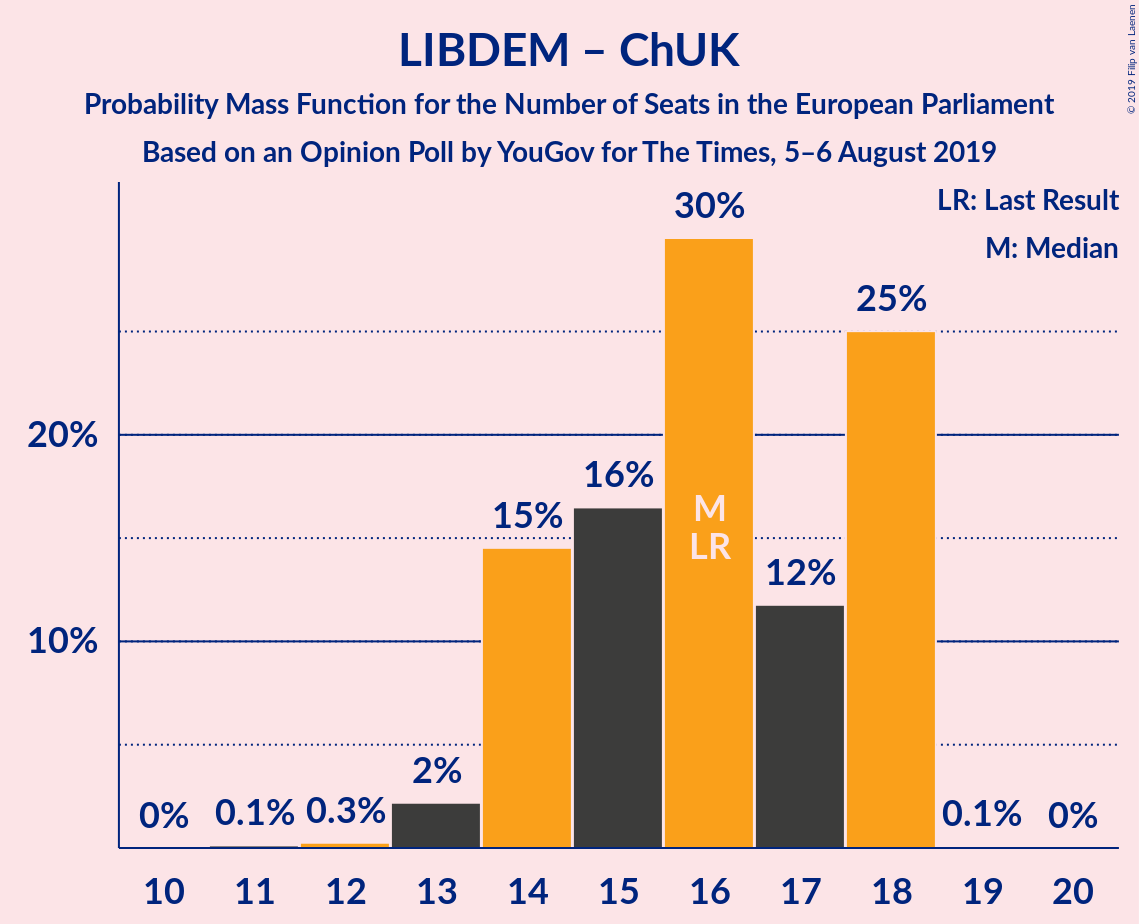 LIBDEM – ChUK
Probability Mass Function for the Number of Seats in the European Parliament
Based on an Opinion Poll by YouGov for The Times, 5–6 August 2019
© 2019 Filip van Laenen
LR: Last Result
M: Median
30%
25%
20%
16%
15%
M
LR
12%
10%
2%
0%
0.1%
0.3%
0.1%
0%
10 11 12 13 14 15 16 17 18 19 20